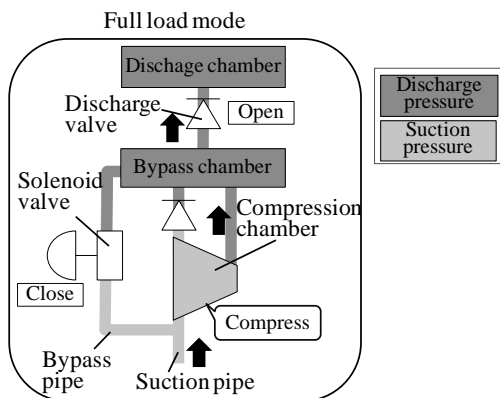 Full load mode
Dischage chamber
Discharge
valve
Open
Discharge
pressure
Suction
pressure
Bypass chamber
Solenoid
valve
Compression
chamber
Close
Compress
Bypass
pipe
Suction pipe